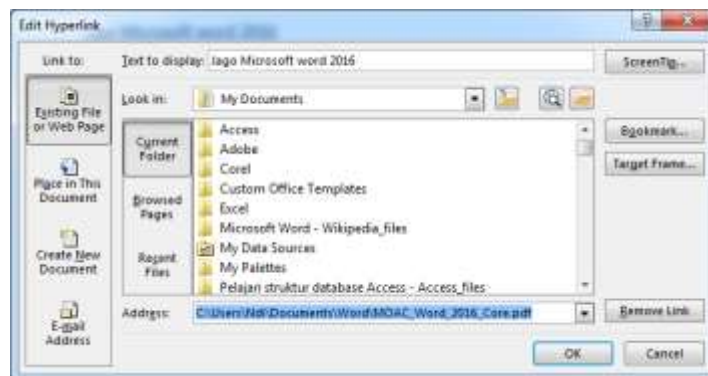 Edit Hyperlink
Link to:
Text to display: Jago Microsoft word 2016
ScreenTip...
Existing File or Web Page
Look in: My Documents
Current Folder
Access
Adobe
Corel
Custom Office Templates
Excel
Microsoft Word - Wikipedia_files
My Data Sources
My Palettes
Pelajari struktur database Access - Access_files
Bookmark...
Target Frame...
Place in This Document
Browsed Pages
Create New Document
Recent Files
E-mail Address
Address: C:\Users\Ndi\Documents\Word\MOAC_Word_2016_Core.pdf
Remove Link
OK
Cancel